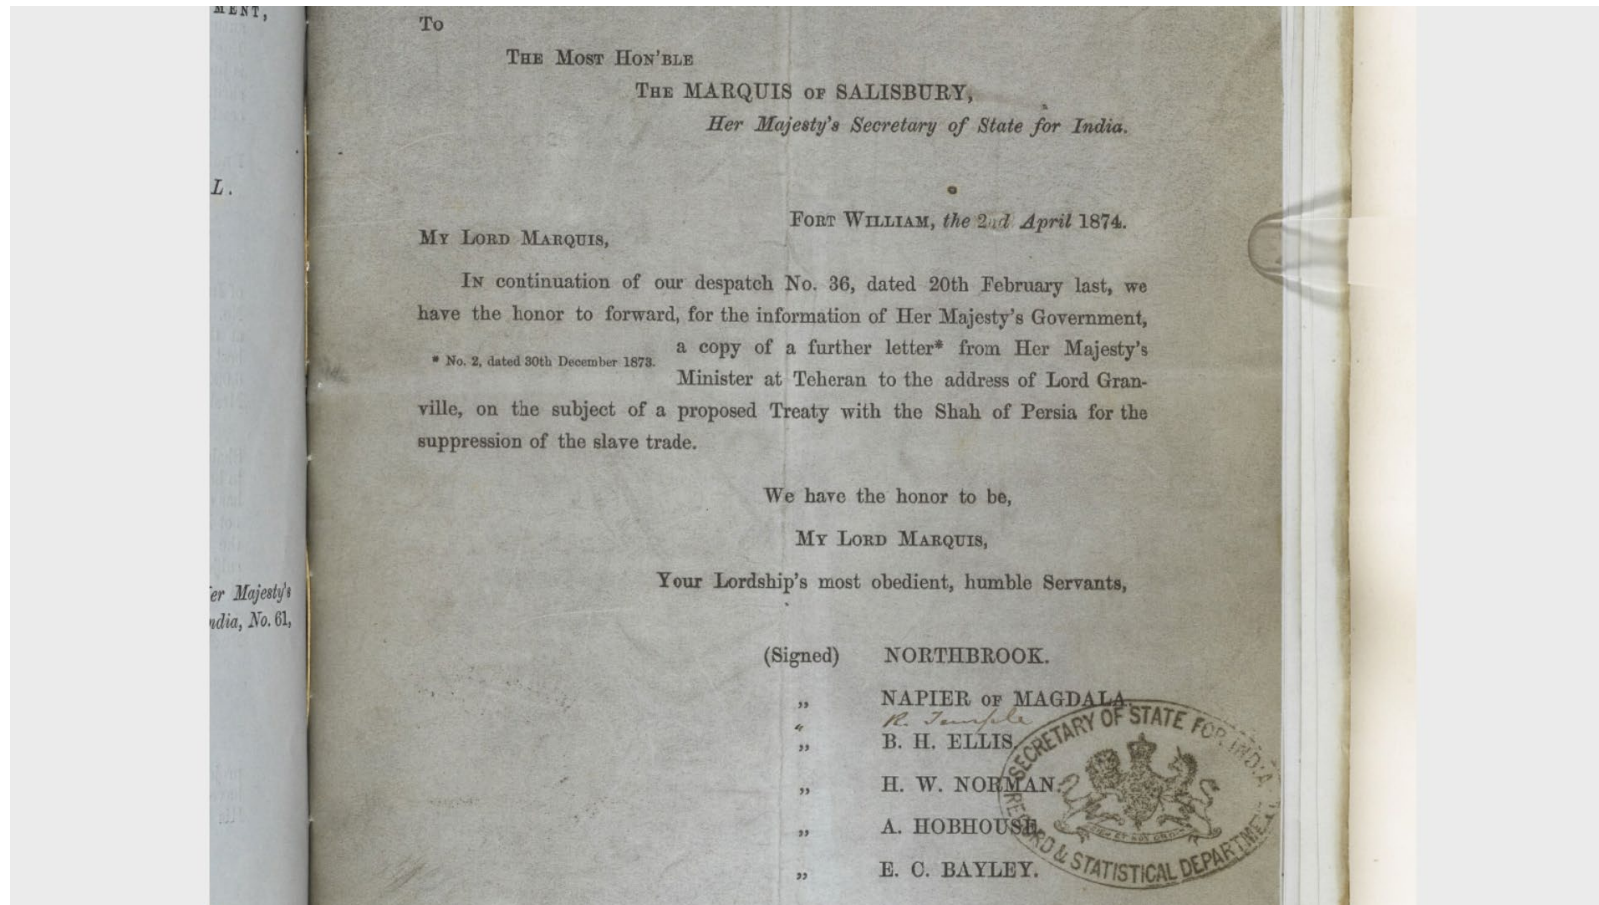 MENT,
L.
er Majesty's
ndia, No. 61,
To
THE MOST HON'BLE
THE MARQUIS OF SALISBURY,
Her Majesty's Secretary of State for India.
FORT WILLIAM, the 2nd April 1874.
MY LORD MARQUIS,
IN continuation of our despatch No. 36, dated 20th February last, we
have the honor to forward, for the information of Her Majesty's Government,
a copy of a further letter* from Her Majesty's
* No. 2, dated 30th December 1873.
Minister at Teheran to the address of Lord Gran-
ville, on the subject of a proposed Treaty with the Shah of Persia for the
suppression of the slave trade.
We have the honor to be,
MY LORD MARQUIS,
Your Lordship's most obedient, humble Servants,
(Signed) NORTHBROOK.
„ NAPIER OF MAGDALA.
„ R. Temple
„ B. H. ELLIS.
„ H. W. NORMAN.
„ A. HOBHOUSE.
„ E. C. BAYLEY.
SECRETARY OF STATE FOR INDIA
RECORD & STATISTICAL DEPARTMENT